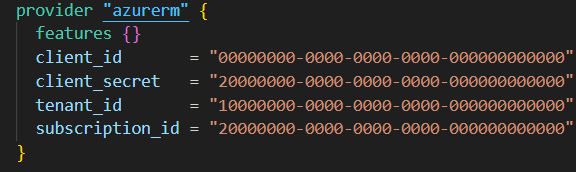 provider "azurerm" {
  features {}
  client_id       = "00000000-0000-0000-0000-000000000000"
  client_secret   = "20000000-0000-0000-0000-000000000000"
  tenant_id       = "10000000-0000-0000-0000-000000000000"
  subscription_id = "20000000-0000-0000-0000-000000000000"
}